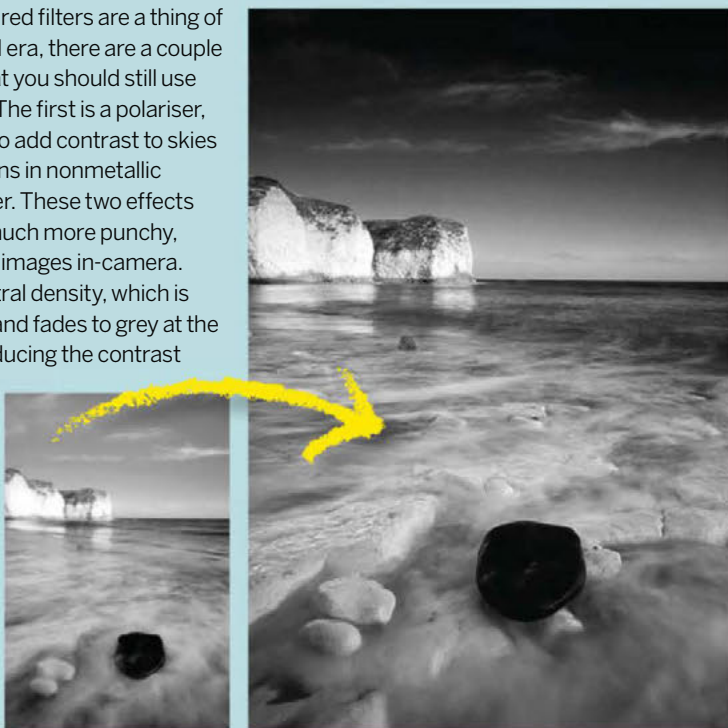 red filters are a thing of
l era, there are a couple
t you should still use
The first is a polariser,
o add contrast to skies
ns in nonmetallic
er. These two effects
much more punchy,
images in-camera.
tral density, which is
and fades to grey at the
ducing the contrast